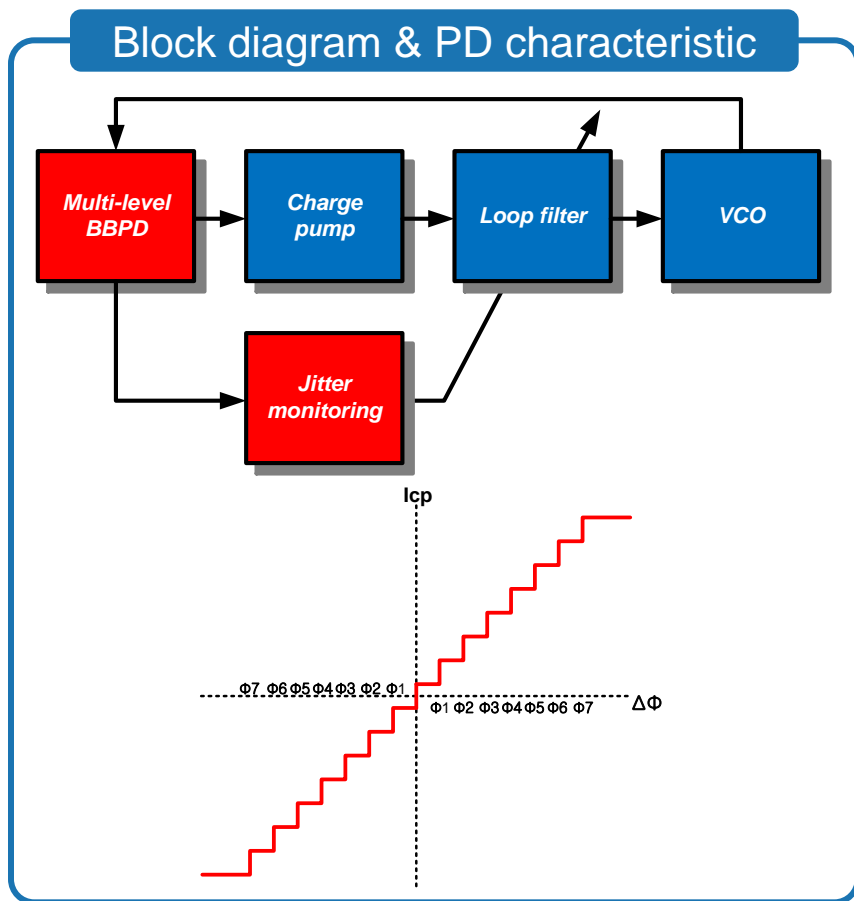 Block diagram & PD characteristic
Multi-level
BBPD
Charge
pump
Loop filter
VCO
Jitter
monitoring
Icp
Φ7 Φ6 Φ5 Φ4 Φ3 Φ2 Φ1
Φ1 Φ2 Φ3 Φ4 Φ5 Φ6 Φ7
ΔΦ